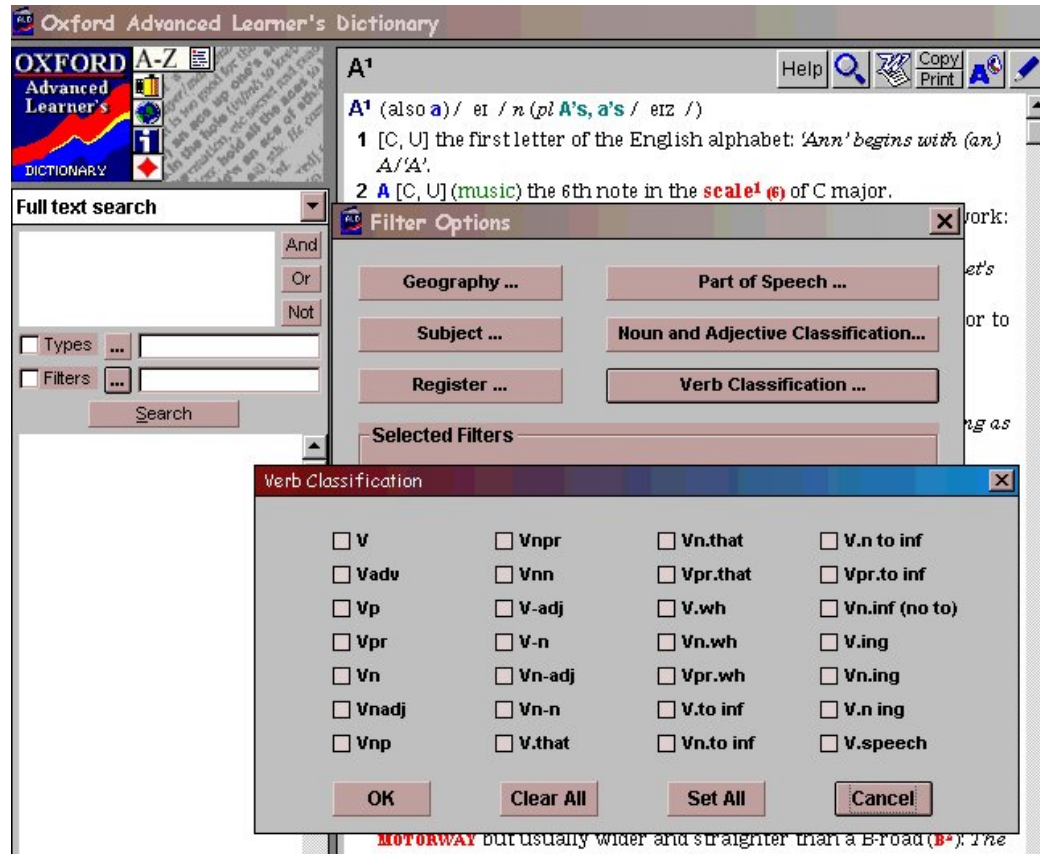 Oxford Advanced Learner's Dictionary
OXFORD
Advanced
Learner's
DICTIONARY
A-Z
A¹
Help
Copy
Print
A¹ (also a) / eɪ / n (pl A's, a's / eɪz /)
1 [C, U] the first letter of the English alphabet: 'Ann' begins with (an)
A/'A'.
2 A [C, U] (music) the 6th note in the scale¹ (6) of C major.
Full text search
And
Or
Not
Types ...
Filters ...
Search
work:
et's
or to
ng as
Filter Options
Geography ...
Part of Speech ...
Subject ...
Noun and Adjective Classification...
Register ...
Verb Classification ...
Selected Filters
Verb Classification
V Vnpr Vn.that V.n to inf
Vadv Vnn Vpr.that Vpr.to inf
Vp V-adj V.wh Vn.inf (no to)
Vpr V-n Vn.wh V.ing
Vn Vn-adj Vpr.wh Vn.ing
Vnadj Vn-n V.to inf V.n ing
Vnp V.that Vn.to inf V.speech
OK Clear All Set All Cancel
MOTORWAY but usually wider and straighter than a B-road (B²): The